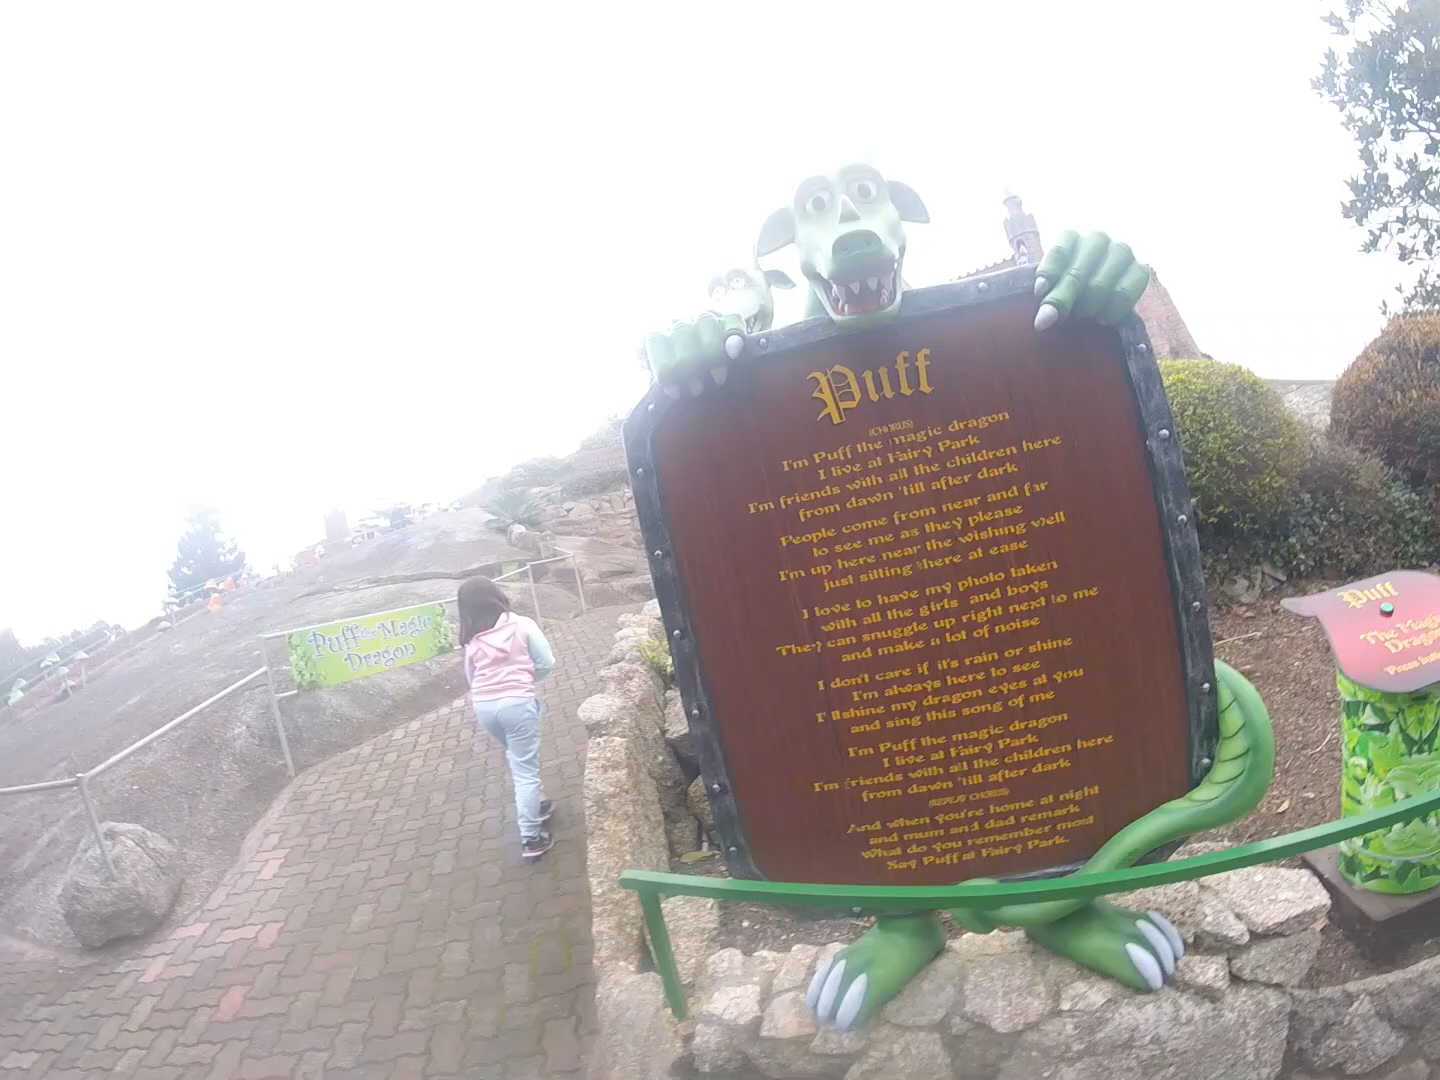 Puff
(CHORUS)
I'm Puff the magic dragon
I live at Fairy Park
I'm friends with all the children here
from dawn 'till after dark
People come from near and far
to see me as they please
I'm up here near the wishing well
just sitting there at ease
I love to have my photo taken
with all the girls and boys
They can snuggle up right next to me
and make a lot of noise
I don't care if it's rain or shine
I'm always here to see
I'll shine my dragon eyes at you
and sing this song of me
I'm Puff the magic dragon
I live at Fairy Park
I'm friends with all the children here
from dawn 'till after dark
(REPEAT CHORUS)
And when you're home at night
and mum and dad remark
What do you remember most
Say Puff at Fairy Park.
Puff the Magic
Dragon
Puff
The Magic
Dragon
Press